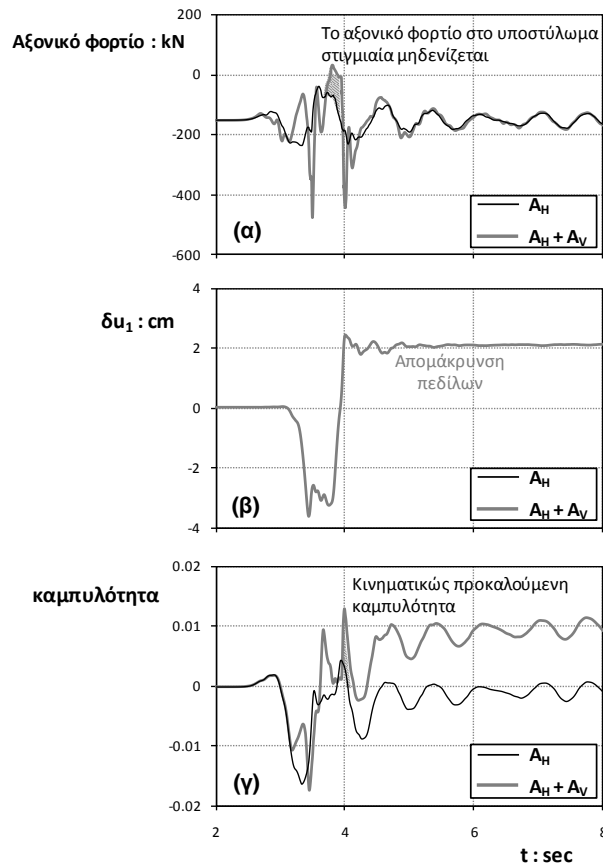 Αξονικό φορτίο : kN
200
Το αξονικό φορτίο στο υποστύλωμα
στιγμιαία μηδενίζεται
0
-200
-400
-600
(α)
A_H
A_H + A_V
δu₁ : cm
4
2
Απομάκρυνση
πεδίλων
0
-2
-4
(β)
A_H
A_H + A_V
καμπυλότητα
0.02
Κινηματικώς προκαλούμενη
καμπυλότητα
0.01
0
-0.01
-0.02
(γ)
A_H
A_H + A_V
2 4 6 8
t : sec